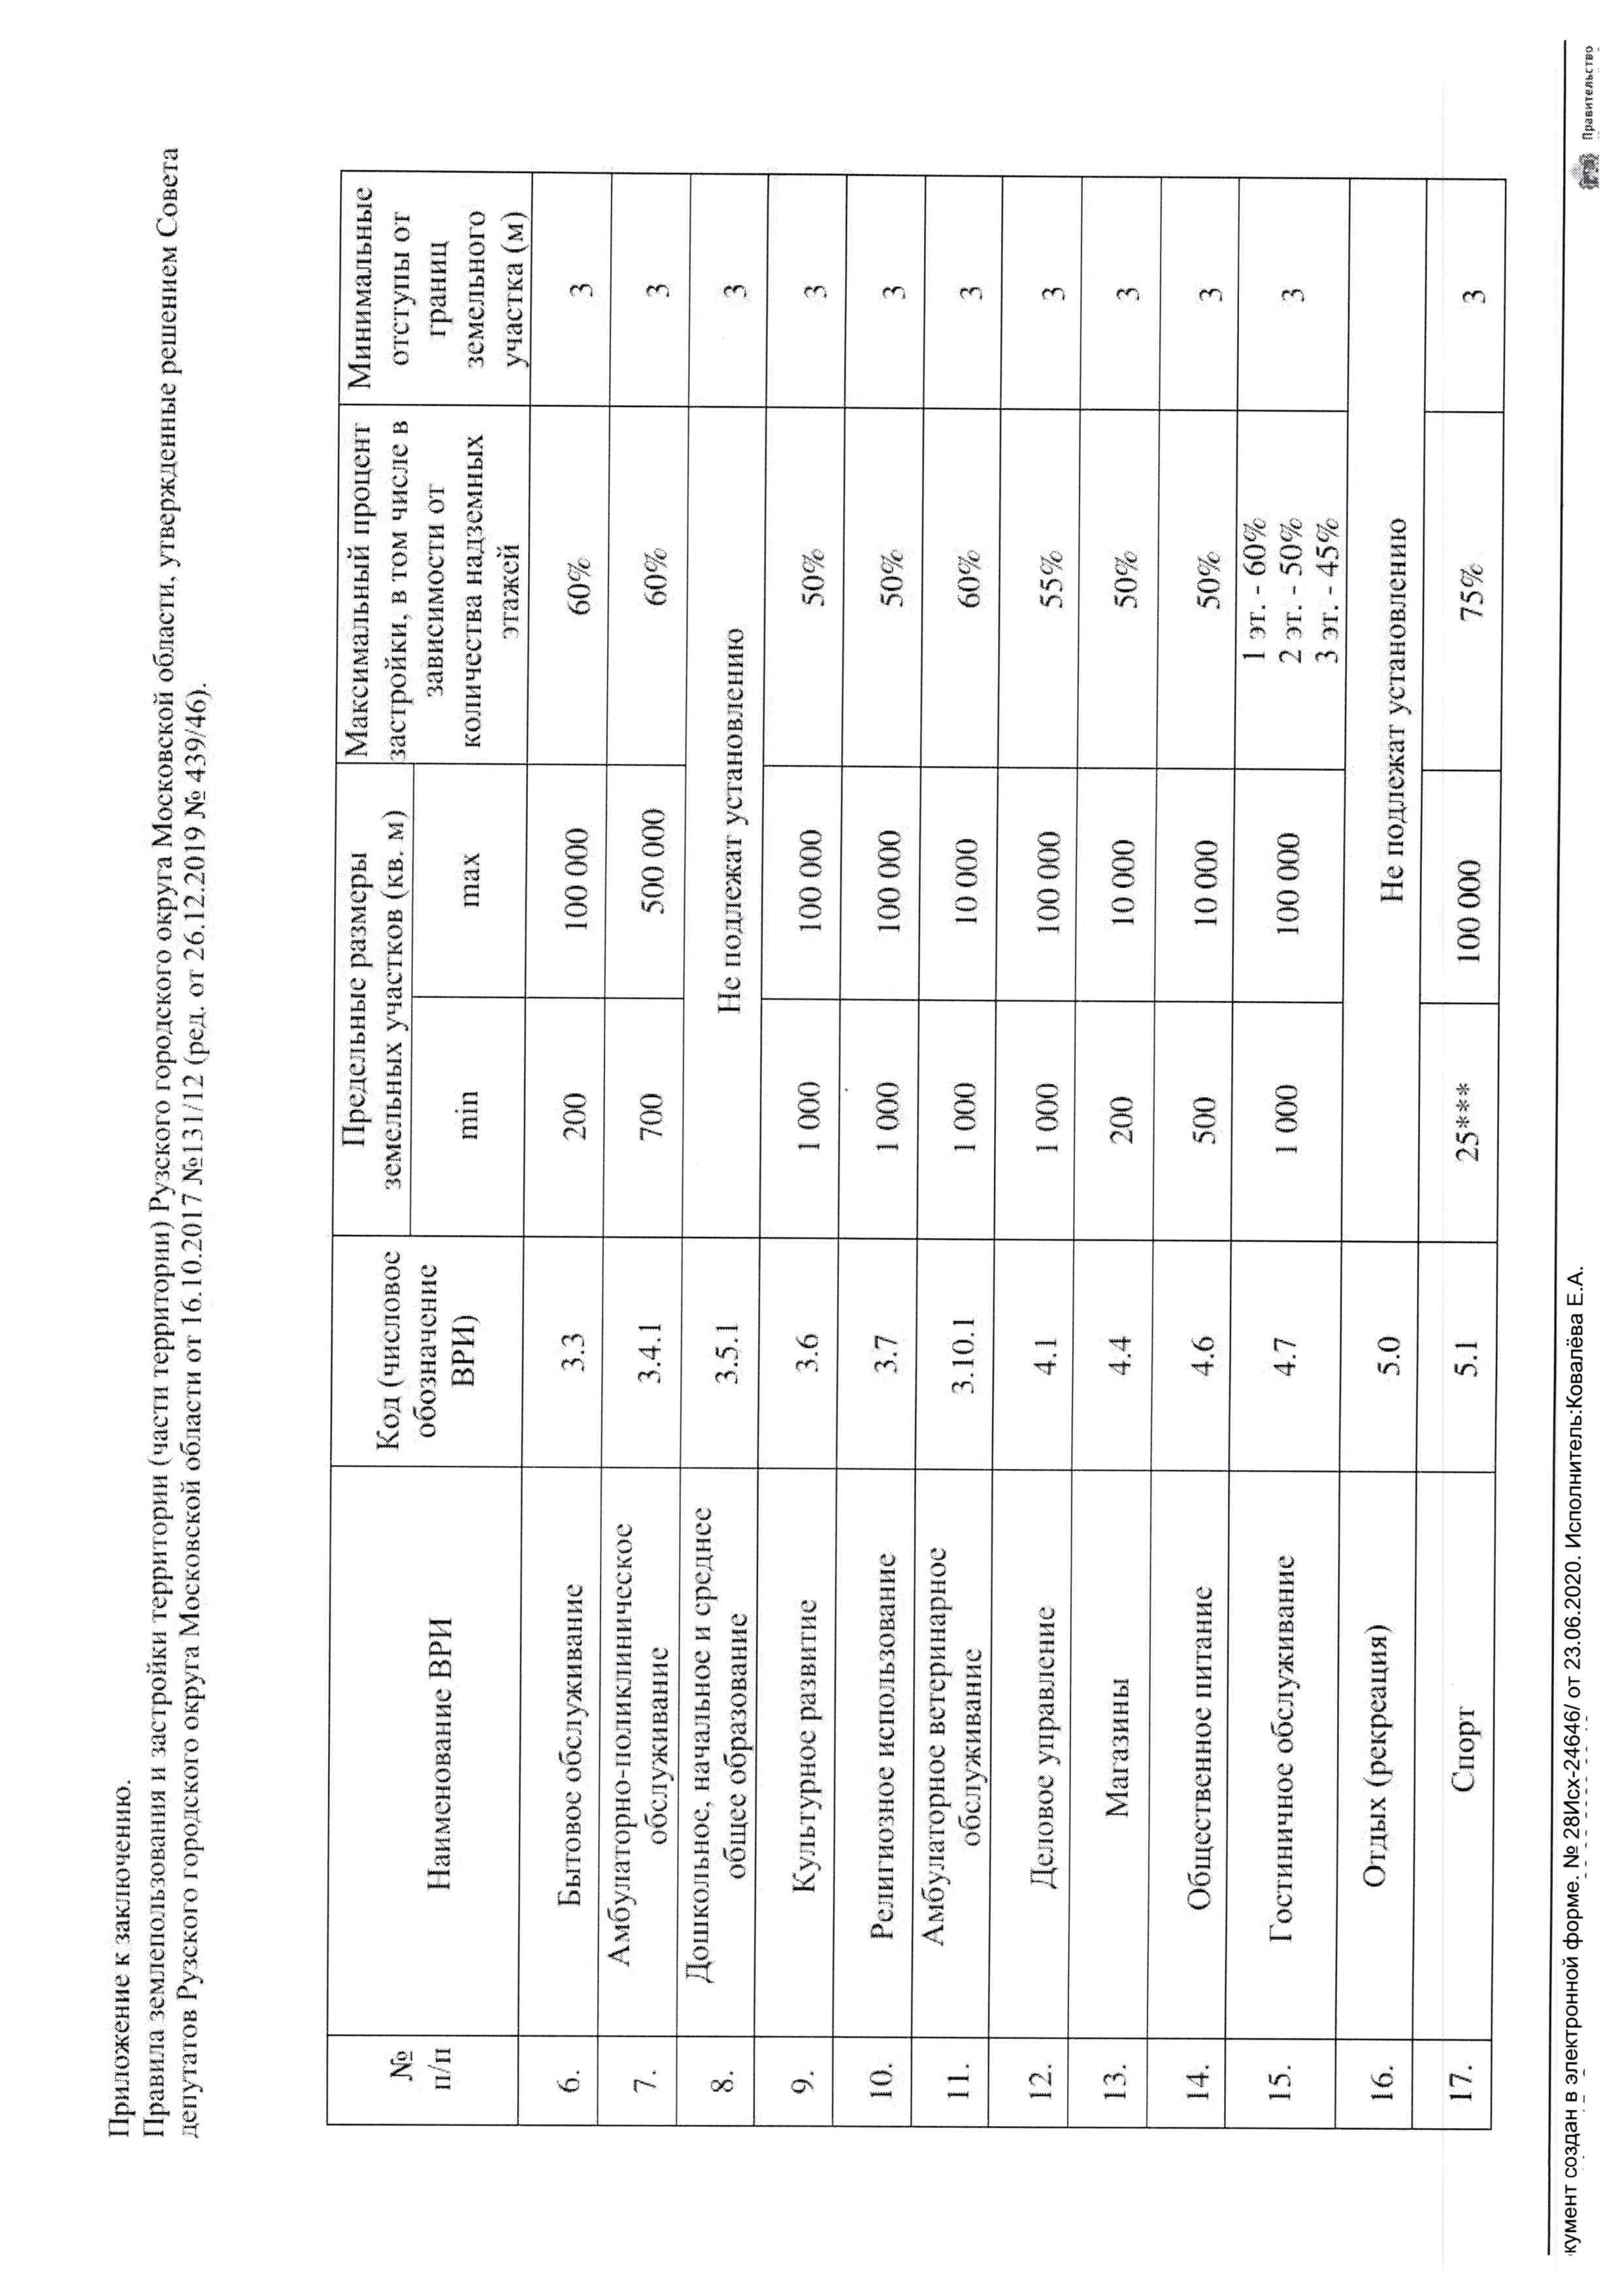 Приложение к заключению.
Правила землепользования и застройки территории (части территории) Рузского городского округа Московской области, утвержденные решением Совета
депутатов Рузского городского округа Московской области от 16.10.2017 №131/12 (ред. от 26.12.2019 № 439/46).
№ п/п
Наименование ВРИ
Код (числовое
обозначение
ВРИ)
Предельные размеры
земельных участков (кв. м)
min
max
Максимальный процент
застройки, в том числе в
зависимости от
количества надземных
этажей
Минимальные
отступы от
границ
земельного
участка (м)
6. Бытовое обслуживание 3.3 200 100 000 60% 3
7. Амбулаторно-поликлиническое
обслуживание 3.4.1 700 500 000 60% 3
8. Дошкольное, начальное и среднее
общее образование 3.5.1 Не подлежат установлению 3
9. Культурное развитие 3.6 1 000 100 000 50% 3
10. Религиозное использование 3.7 1 000 100 000 50% 3
11. Амбулаторное ветеринарное
обслуживание 3.10.1 1 000 10 000 60% 3
12. Деловое управление 4.1 1 000 100 000 55% 3
13. Магазины 4.4 200 10 000 50% 3
14. Общественное питание 4.6 500 10 000 50% 3
15. Гостиничное обслуживание 4.7 1 000 100 000 1 эт. - 60%
2 эт. - 50%
3 эт. - 45% 3
16. Отдых (рекреация) 5.0 Не подлежат установлению
17. Спорт 5.1 25*** 100 000 75% 3
кумент создан в электронной форме. № 28Исх-24646/ от 23.06.2020. Исполнитель:Ковалёва Е.А.
Правительство